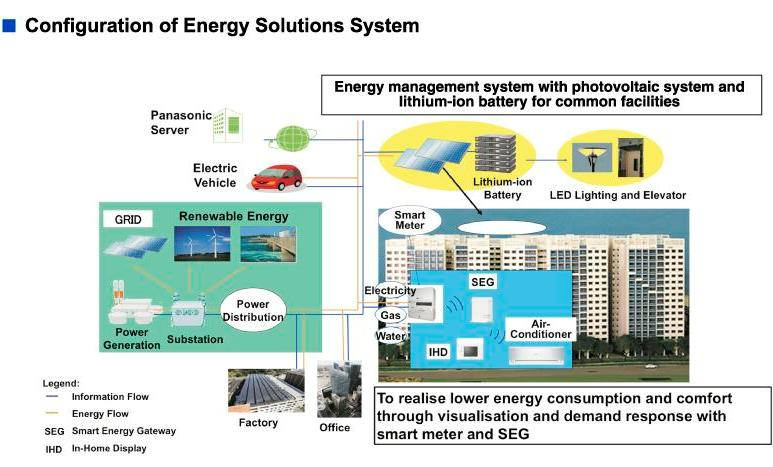 Configuration of Energy Solutions System
Energy management system with photovoltaic system and
lithium-ion battery for common facilities
Panasonic
Server
Electric
Vehicle
Lithium-ion
Battery
LED Lighting and Elevator
GRID
Renewable Energy
Smart
Meter
Electricity
SEG
Gas
Water
Air-
Conditioner
IHD
Power
Distribution
Power
Generation
Substation
Factory
Office
Legend:
Information Flow
Energy Flow
SEG Smart Energy Gateway
IHD In-Home Display
To realise lower energy consumption and comfort
through visualisation and demand response with
smart meter and SEG